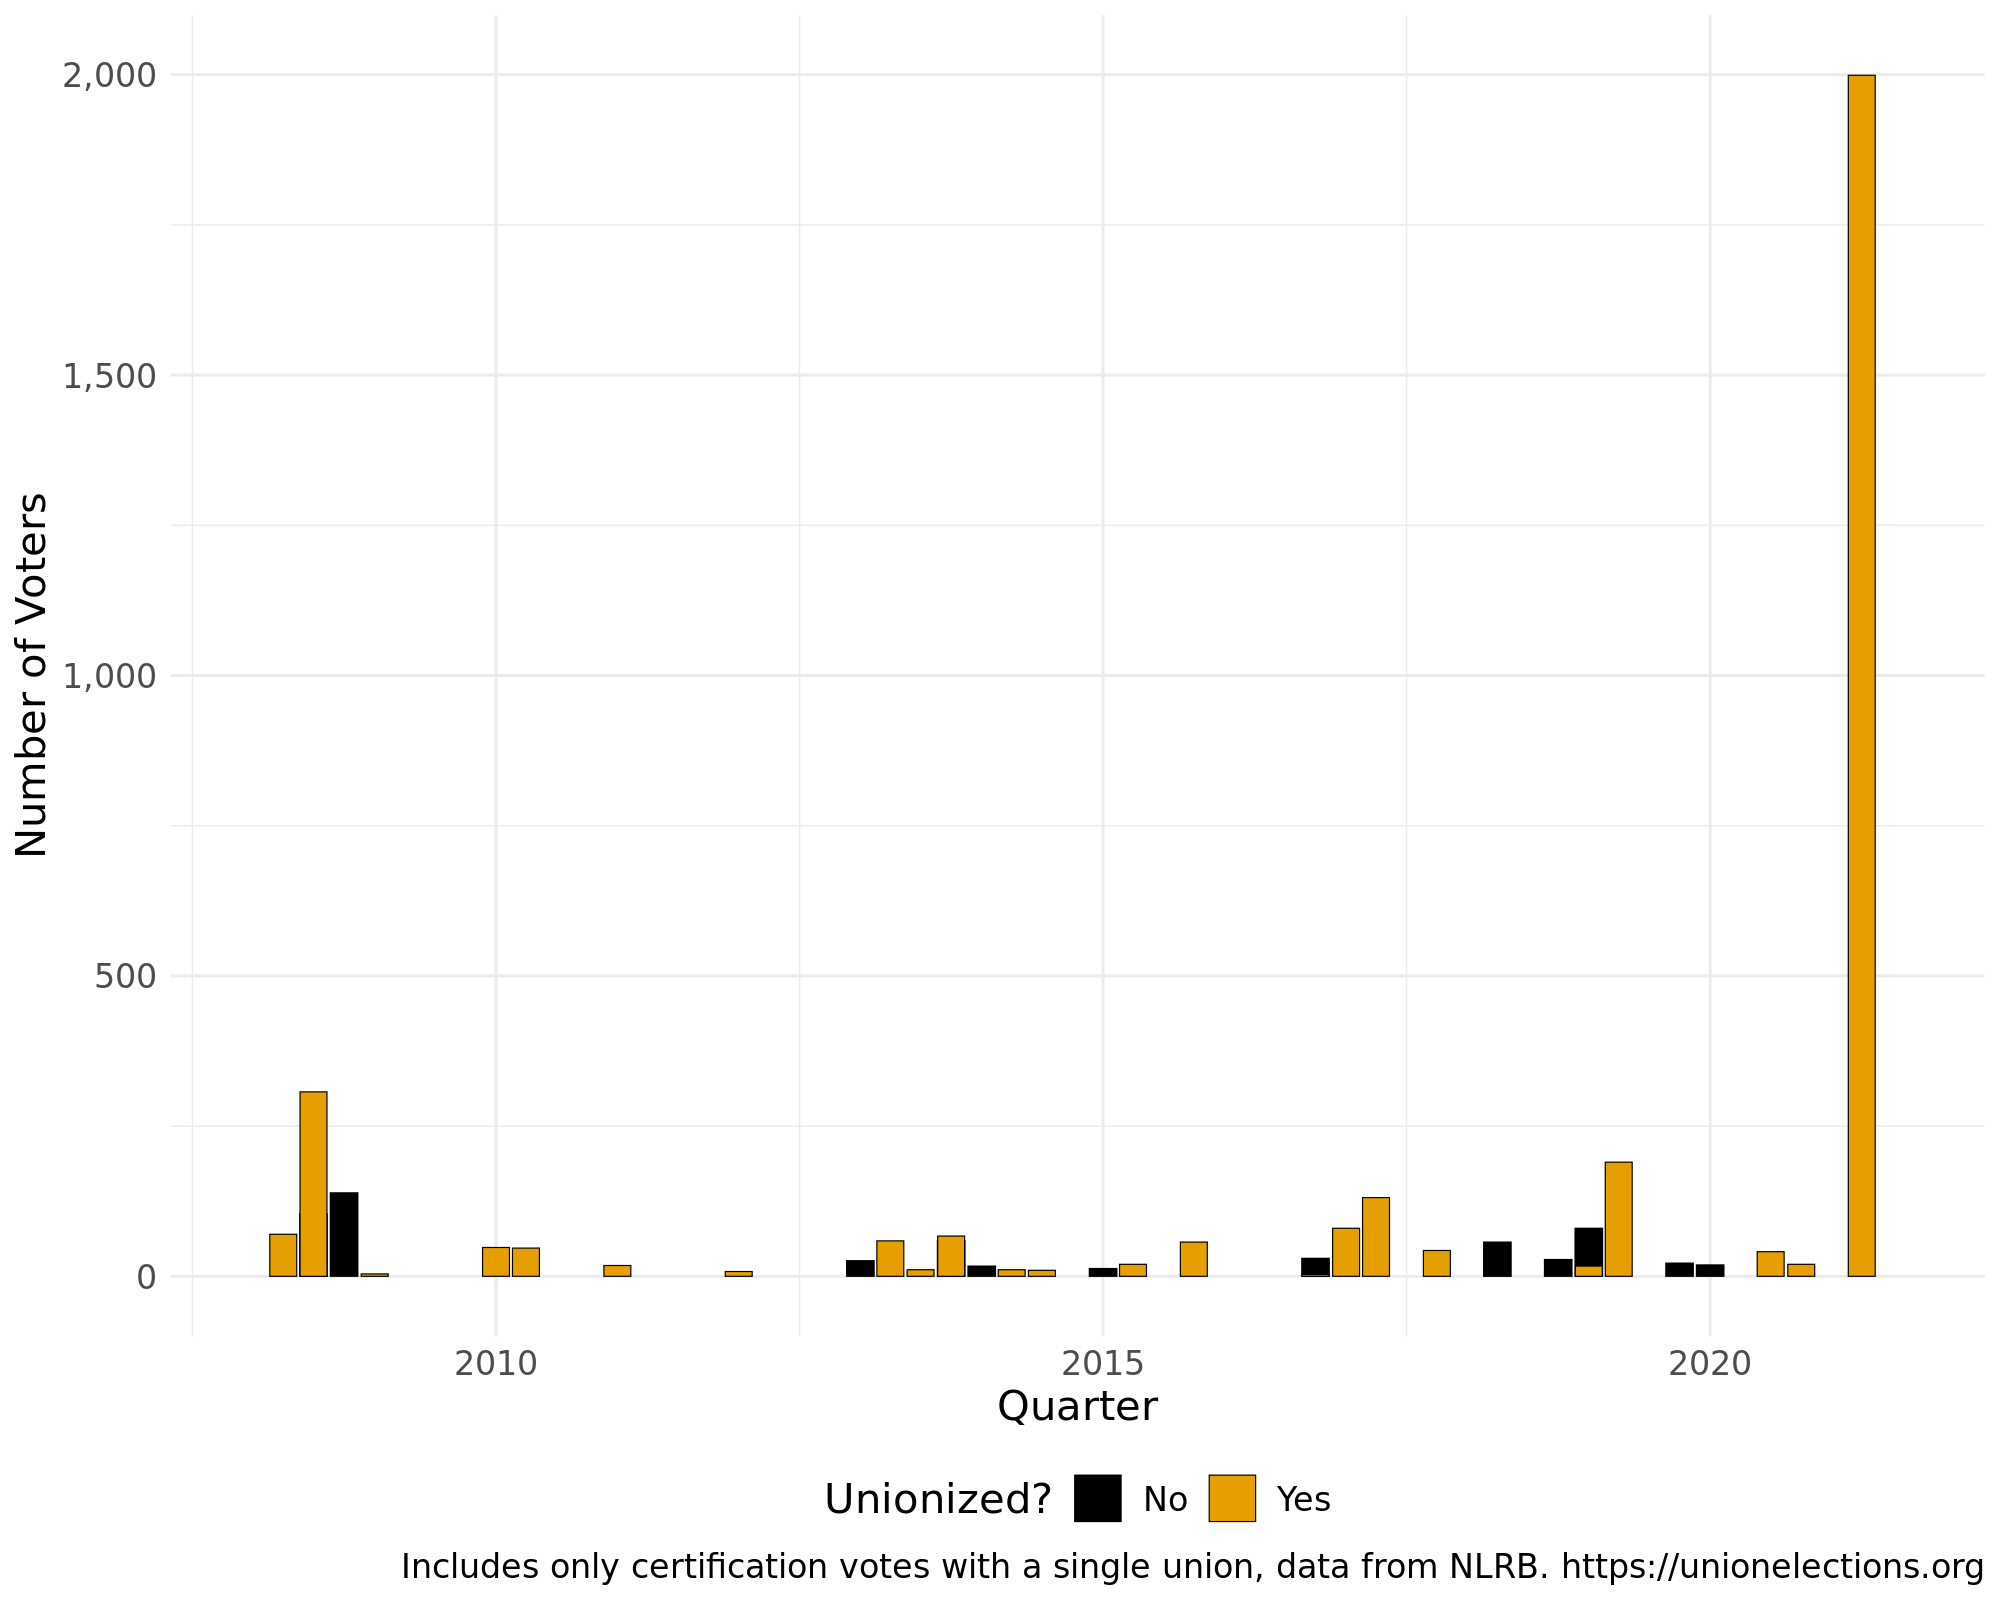 2,000
1,500
1,000
500
0
Number of Voters
2010 2015 2020
Quarter
Unionized? No Yes
Includes only certification votes with a single union, data from NLRB. https://unionelections.org